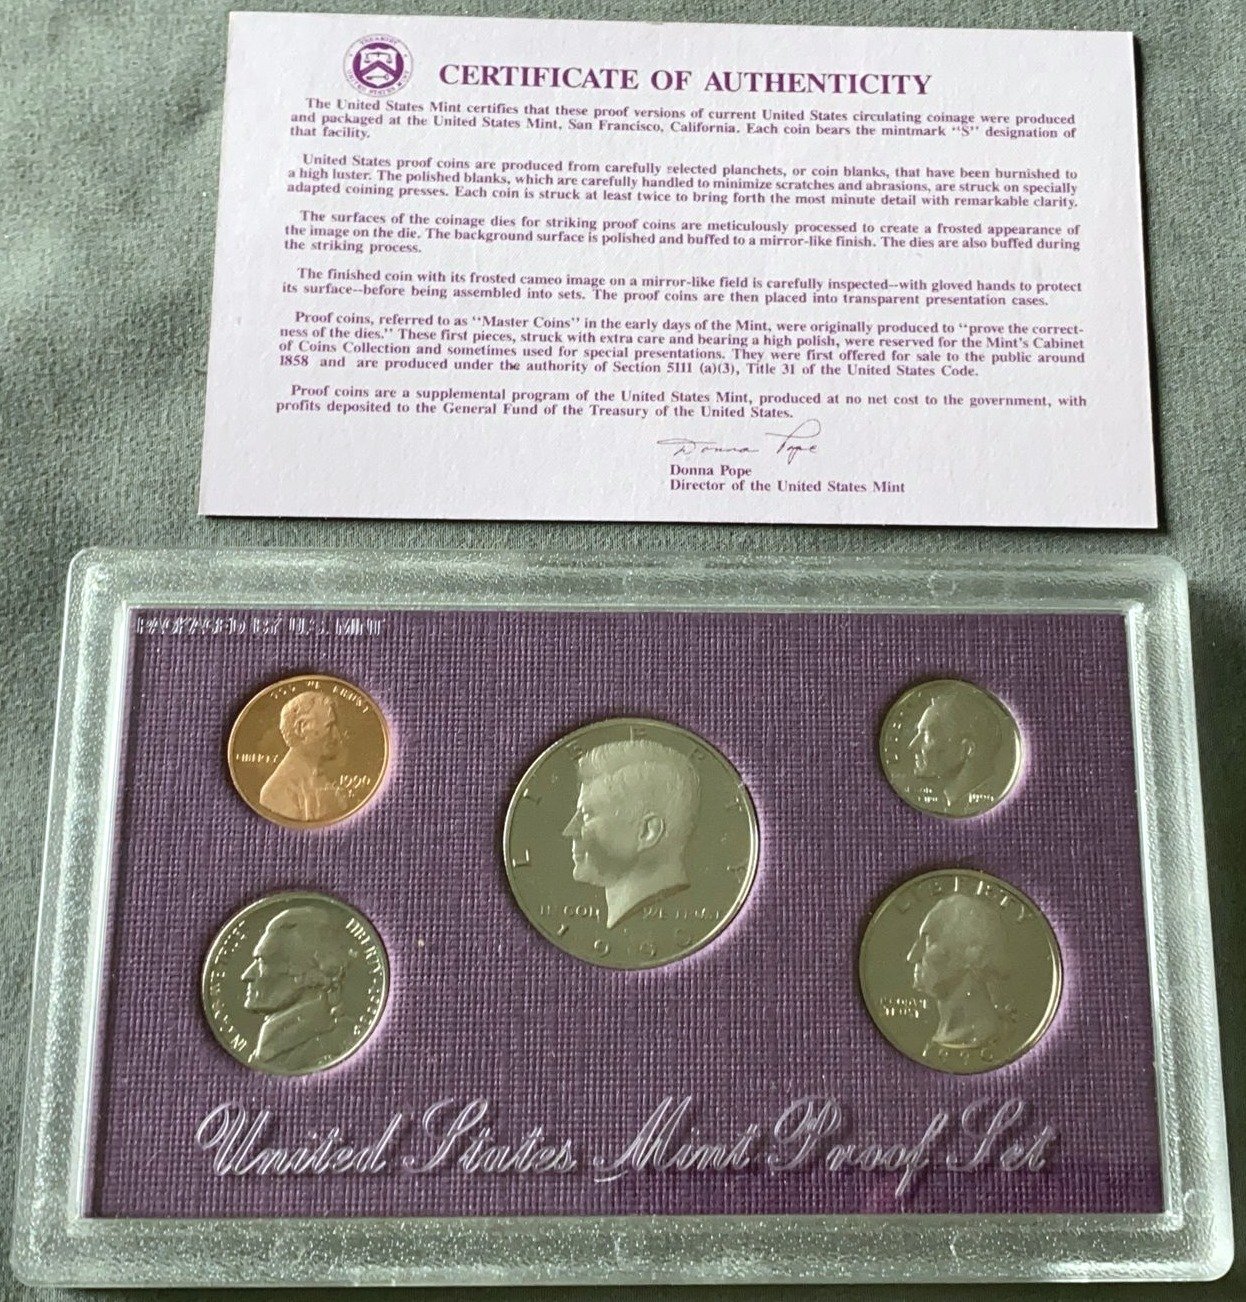 CERTIFICATE OF AUTHENTICITY
The United States Mint certifies that these proof versions of current United States circulating coinage were produced
and packaged at the United States Mint, San Francisco, California. Each coin bears the mintmark "S" designation of
that facility.
United States proof coins are produced from carefully selected planchets, or coin blanks, that have been burnished to
a high luster. The polished blanks, which are carefully handled to minimize scratches and abrasions, are struck on specially
adapted coining presses. Each coin is struck at least twice to bring forth the most minute detail with remarkable clarity.
The surfaces of the coinage dies for striking proof coins are meticulously processed to create a frosted appearance of
the image on the die. The background surface is polished and buffed to a mirror-like finish. The dies are also buffed during
the striking process.
The finished coin with its frosted cameo image on a mirror-like field is carefully inspected--with gloved hands to protect
its surface--before being assembled into sets. The proof coins are then placed into transparent presentation cases.
Proof coins, referred to as "Master Coins" in the early days of the Mint, were originally produced to "prove the correct-
ness of the dies." These first pieces, struck with extra care and bearing a high polish, were reserved for the Mint's Cabinet
of Coins Collection and sometimes used for special presentations. They were first offered for sale to the public around
1858 and are produced under the authority of Section 5111 (a)(3), Title 31 of the United States Code.
Proof coins are a supplemental program of the United States Mint, produced at no net cost to the government, with
profits deposited to the General Fund of the Treasury of the United States.
Donna Pope
Donna Pope
Director of the United States Mint
PACKAGED BY U.S. MINT
WE TRUST
LIBERTY
1990
S
LIBERTY
WE TRUST
1990
1990
LIBERTY
LIBERTY
TRUST
1990
United States Mint Proof Set